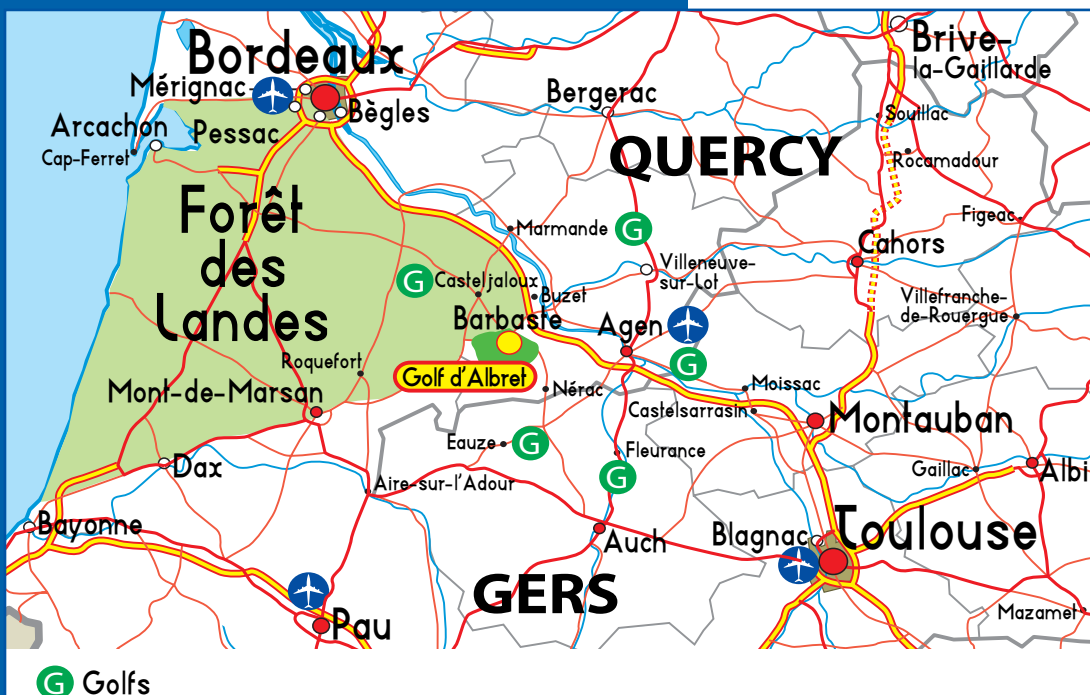 Bordeaux
Brive-
la-Gaillarde
Mérignac
Bergerac
Bègles
Souillac
Arcachon
Pessac
Cap-Ferret
QUERCY
Rocamadour
Forêt
des
Landes
Figeac
Marmande
Cahors
Villeneuve-
sur-Lot
Casteljaloux
Buzet
Villefranche-
de-Rouergue
Barbaste
Agen
G
G
G
Roquefort
Golf d'Albret
Mont-de-Marsan
Nérac
Moissac
Castelsarrasin
Montauban
Eauze
G
Fleurance
G
Dax
Gaillac
Albi
Aire-sur-l'Adour
Bayonne
Auch
Blagnac
Toulouse
GERS
Pau
Mazamet
G Golfs